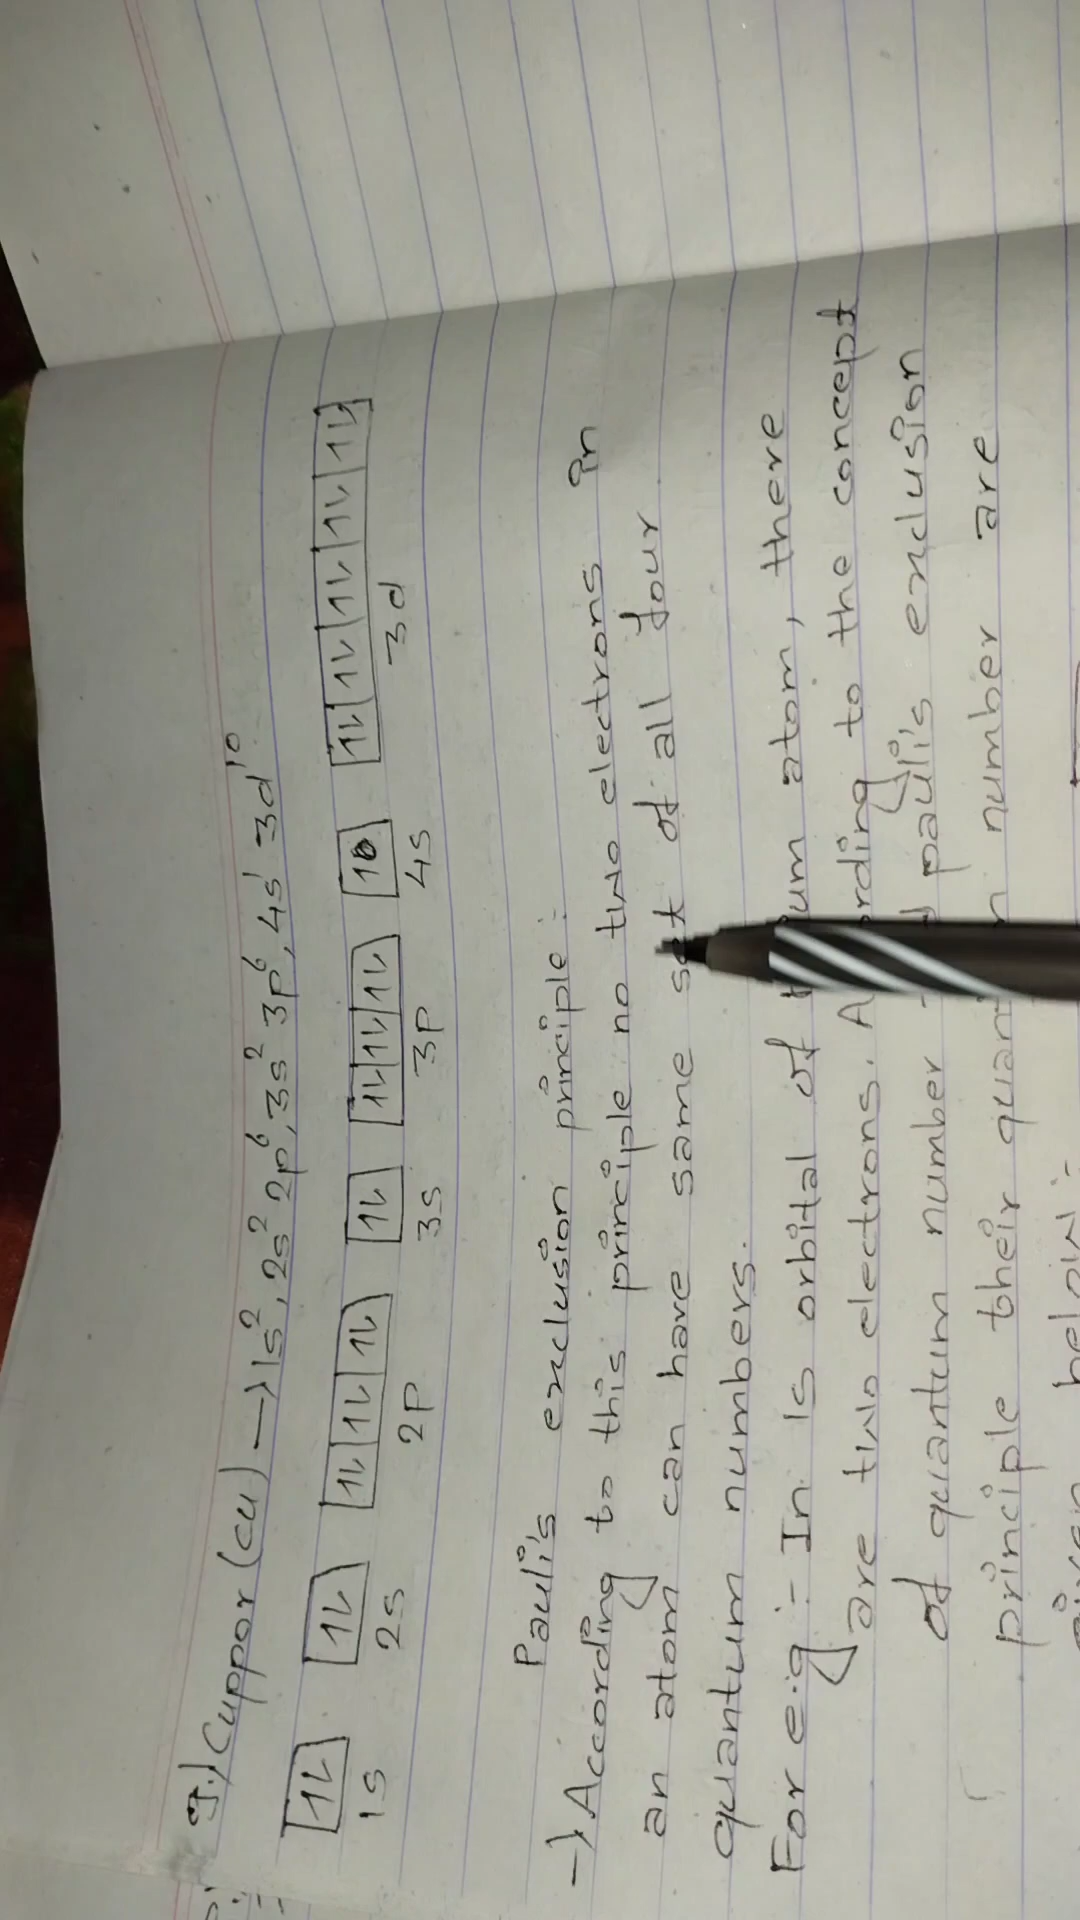 g.) Cuppor (cu) → 1s², 2s² 2p⁶, 3s² 3p⁶, 4s¹ 3d¹⁰
1s 2s 2p 3s 3p 4s 3d
Pauli's exclusion principle :
→ According to this principle no two electrons in
an atom can have same set of all four
quantum numbers.
For e.g :- In 1s orbital of atom, there
are two electrons. to the concept
of quantum number pauli's exclusion
principle their number are
below :-